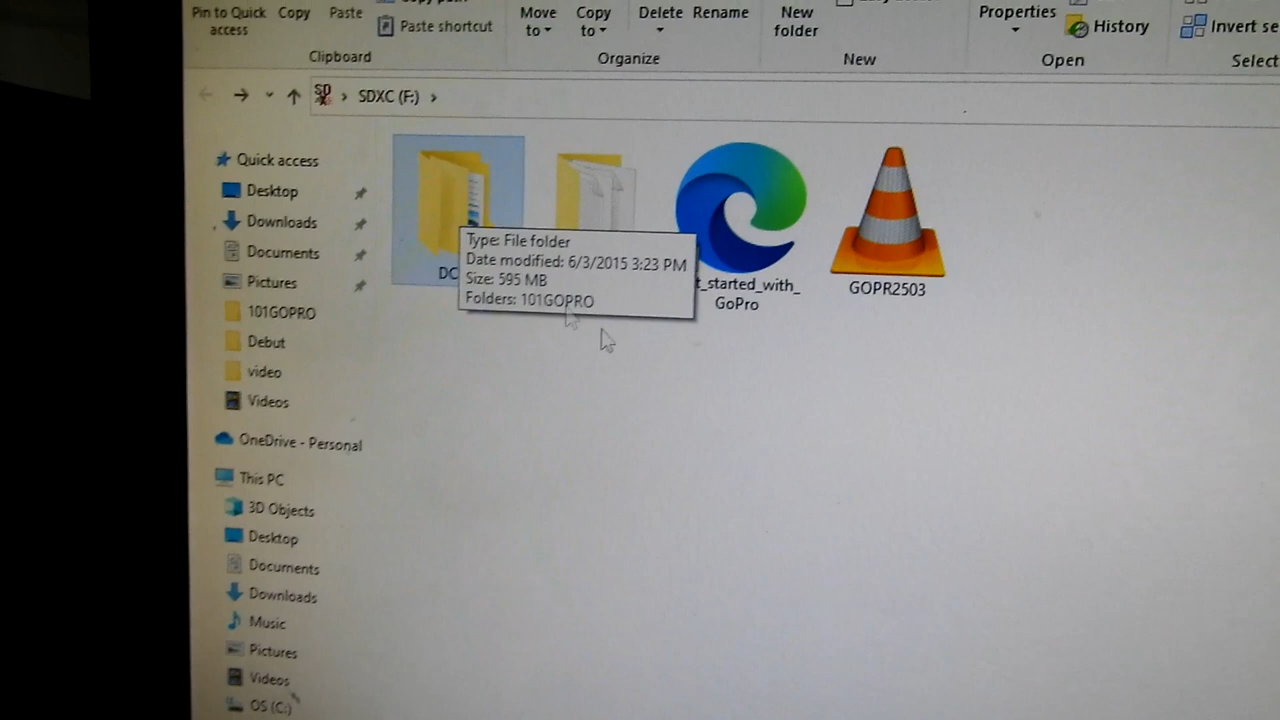 Pin to Quick access
Copy
Paste
Paste shortcut
Move to
Copy to
Delete
Rename
New folder
Properties
History
Invert se
Clipboard
Organize
New
Open
Select
SD
SDXC (F:)
Quick access
Desktop
Downloads
Documents
Pictures
101GOPRO
Debut
video
Videos
OneDrive - Personal
This PC
3D Objects
Desktop
Documents
Downloads
Music
Pictures
Videos
OS (C:)
DC
Type: File folder
Date modified: 6/3/2015 3:23 PM
Size: 595 MB
Folders: 101GOPRO
t_started_with_
GoPro
GOPR2503